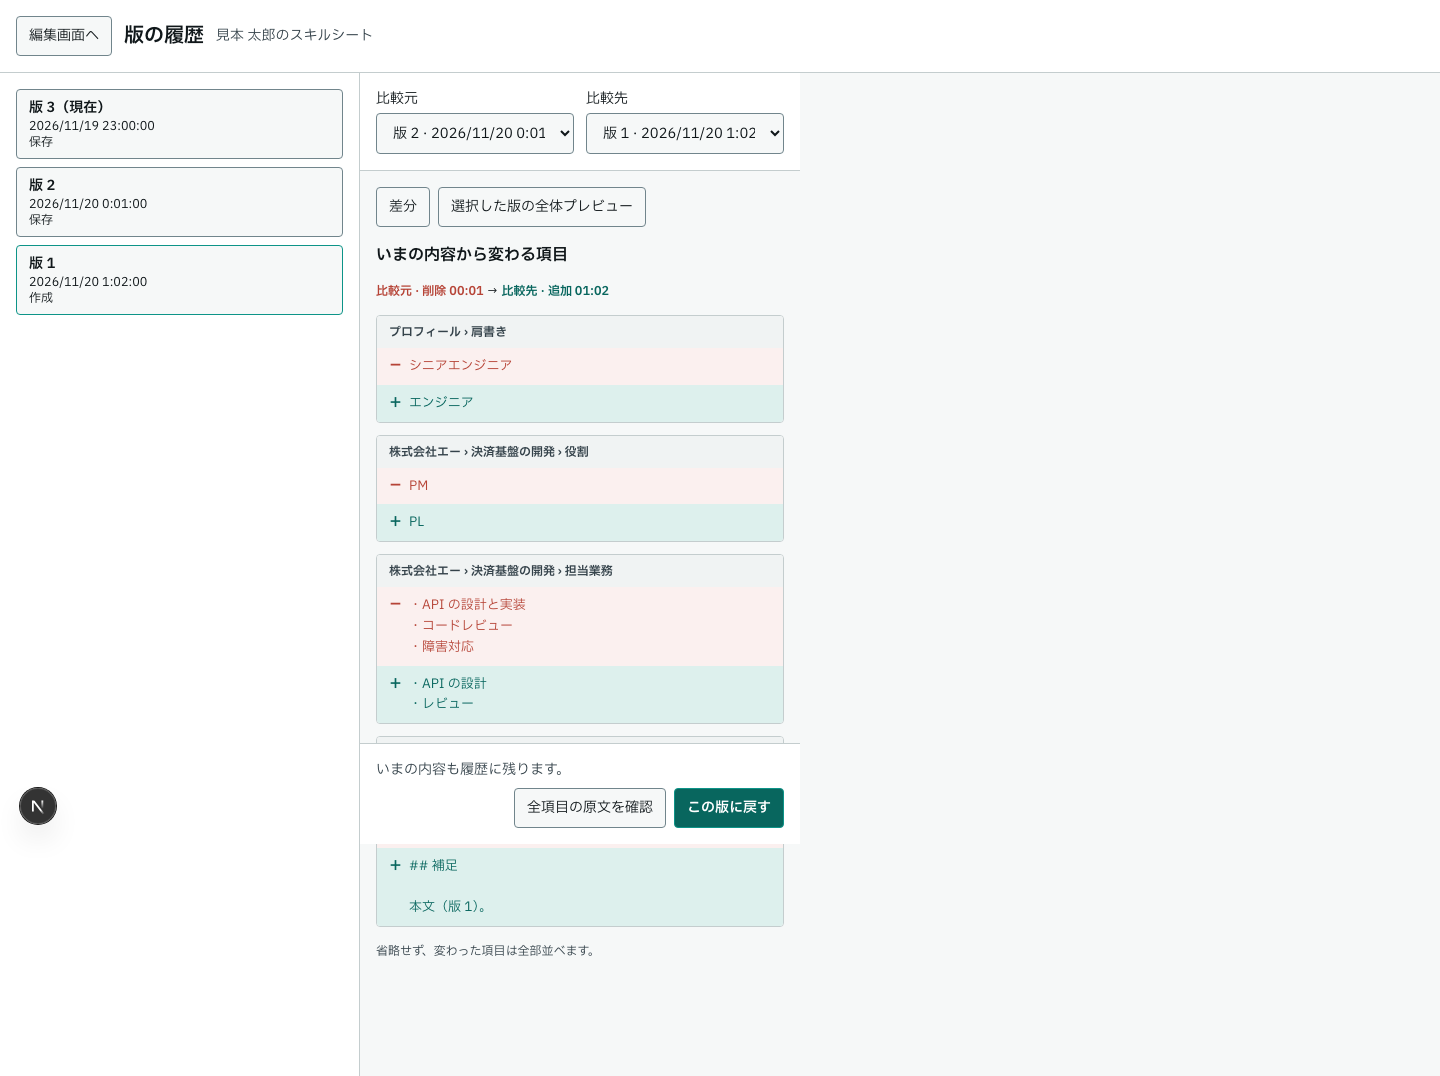 編集画面へ
版の履歴
見本 太郎のスキルシート
版 3（現在）
2026/11/19 23:00:00
保存
版 2
2026/11/20 0:01:00
保存
版 1
2026/11/20 1:02:00
作成
比較元
比較先
版 2 · 2026/11/20 0:01
版 1 · 2026/11/20 1:02
差分
選択した版の全体プレビュー
いまの内容から変わる項目
比較元 · 削除 00:01 → 比較先 · 追加 01:02
プロフィール › 肩書き
− シニアエンジニア
+ エンジニア
株式会社エー › 決済基盤の開発 › 役割
− PM
+ PL
株式会社エー › 決済基盤の開発 › 担当業務
− ・API の設計と実装
・コードレビュー
・障害対応
+ ・API の設計
・レビュー
いまの内容も履歴に残ります。
全項目の原文を確認
この版に戻す
N
+ ## 補足
本文（版 1）。
省略せず、変わった項目は全部並べます。